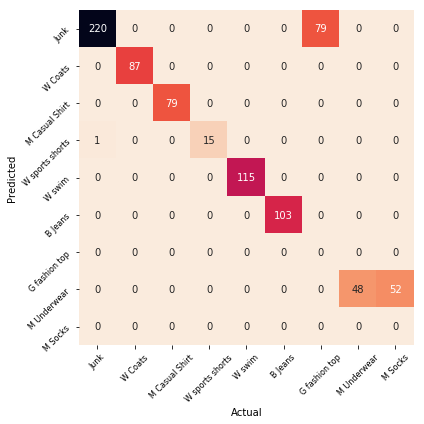 Predicted
Junk 220 0 0 0 0 0 79 0 0
W Coats 0 87 0 0 0 0 0 0 0
M Casual Shirt 0 0 79 0 0 0 0 0 0
W sports shorts 1 0 0 15 0 0 0 0 0
W swim 0 0 0 0 115 0 0 0 0
B Jeans 0 0 0 0 0 103 0 0 0
G fashion top 0 0 0 0 0 0 0 0 0
M Underwear 0 0 0 0 0 0 0 48 52
M Socks 0 0 0 0 0 0 0 0 0
Junk W Coats M Casual Shirt W sports shorts W swim B Jeans G fashion top M Underwear M Socks
Actual